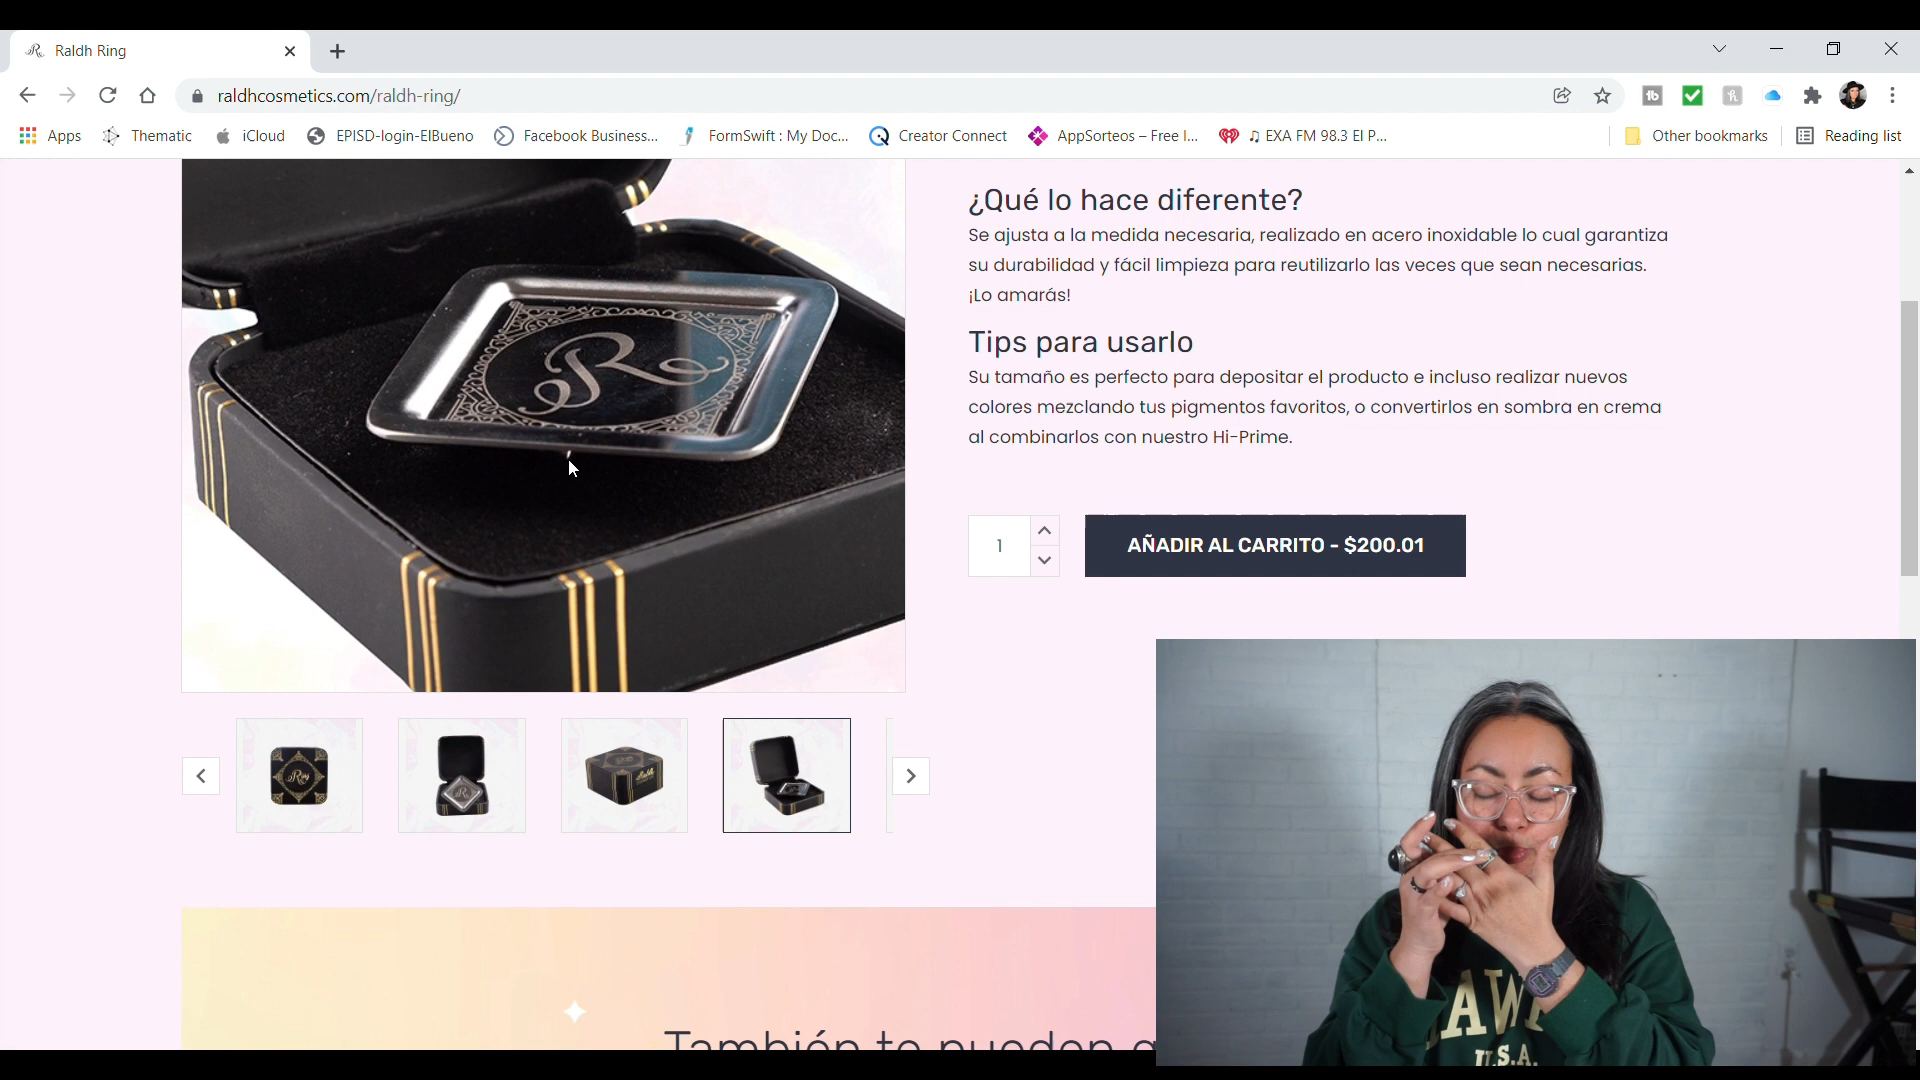 Raldh Ring
raldhcosmetics.com/raldh-ring/
Apps
Thematic
iCloud
EPISD-login-ElBueno
Facebook Business...
FormSwift : My Doc...
Creator Connect
AppSorteos – Free I...
♫ EXA FM 98.3 El P...
Other bookmarks
Reading list
R
¿Qué lo hace diferente?
Se ajusta a la medida necesaria, realizado en acero inoxidable lo cual garantiza
su durabilidad y fácil limpieza para reutilizarlo las veces que sean necesarias.
¡Lo amarás!
Tips para usarlo
Su tamaño es perfecto para depositar el producto e incluso realizar nuevos
colores mezclando tus pigmentos favoritos, o convertirlos en sombra en crema
al combinarlos con nuestro Hi-Prime.
1
AÑADIR AL CARRITO - $200.01
También te pueden
U.S.A.